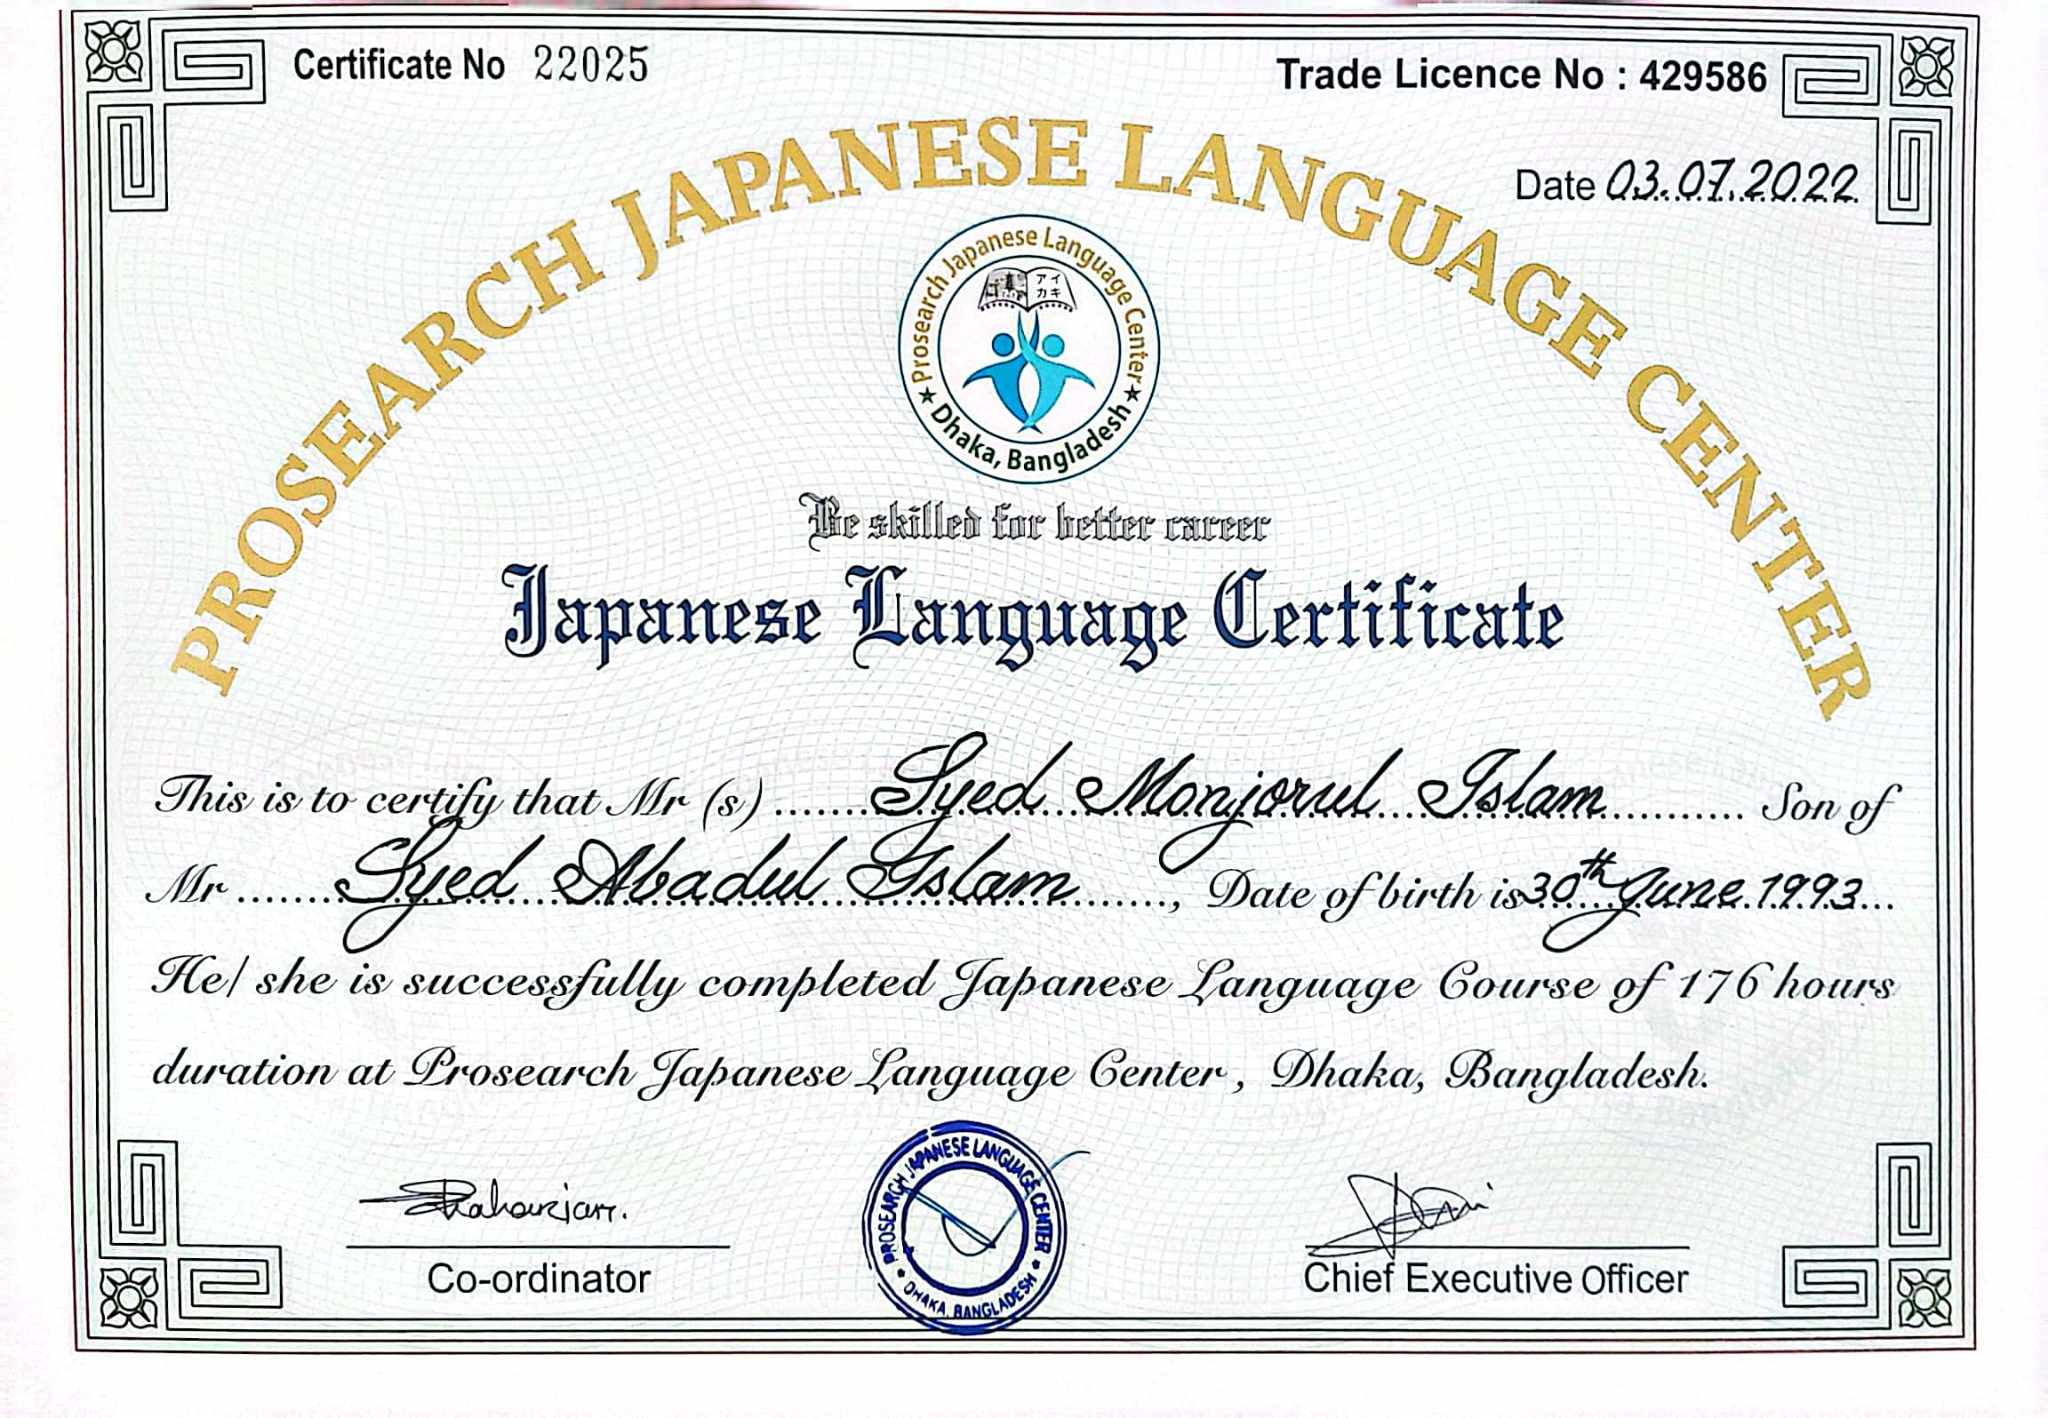 Certificate No 22025
Trade Licence No : 429586
Date 03.07.2022
PROSEARCH JAPANESE LANGUAGE CENTER
Prosearch Japanese Language Center
アイ
カキ
★ Dhaka, Bangladesh ★
Be skilled for better career
Japanese Language Certificate
This is to certify that Mr (s) ....... Syed Monjorul Islam ....... Son of
Mr ....... Syed Abadul Islam ......., Date of birth is 30th June 1993...
He/ she is successfully completed Japanese Language Course of 176 hours
duration at Prosearch Japanese Language Center , Dhaka, Bangladesh.
PROSEARCH JAPANESE LANGUAGE CENTER
DHAKA, BANGLADESH
Co-ordinator
Chief Executive Officer